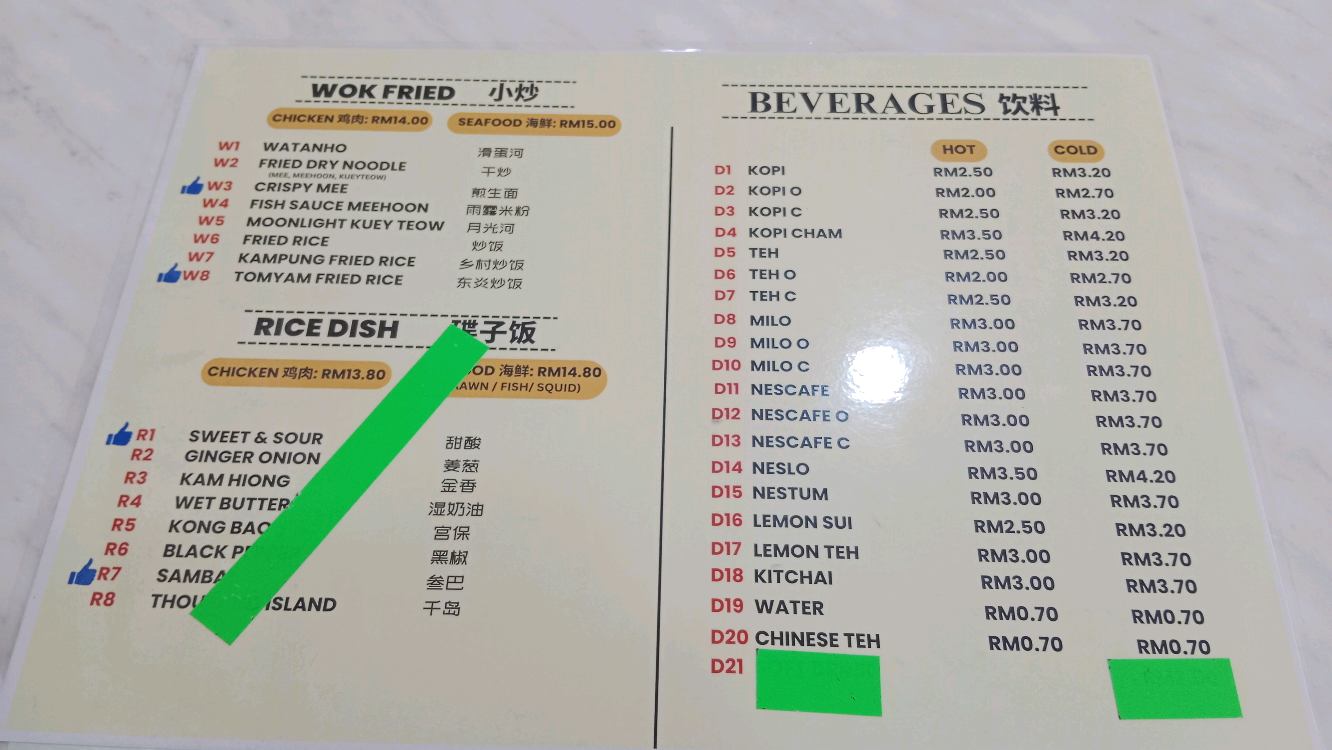 WOK FRIED 小炒
CHICKEN 鸡肉: RM14.00 SEAFOOD 海鲜: RM15.00
W1 WATANHO 滑蛋河
W2 FRIED DRY NOODLE 干炒
(MEE, MEEHOON, KUEYTEOW)
W3 CRISPY MEE 煎生面
W4 FISH SAUCE MEEHOON 雨露米粉
W5 MOONLIGHT KUEY TEOW 月光河
W6 FRIED RICE 炒饭
W7 KAMPUNG FRIED RICE 乡村炒饭
W8 TOMYAM FRIED RICE 东炎炒饭
RICE DISH 子饭
CHICKEN 鸡肉: RM13.80 海鲜: RM14.80
/ FISH/ SQUID)
R1 SWEET & SOUR 甜酸
R2 GINGER ONION 姜葱
R3 KAM HIONG 金香
R4 WET BUTTER 湿奶油
R5 KONG 宫保
R6 BLACK 黑椒
R7 叁巴
R8 ISLAND 千岛
BEVERAGES 饮料
HOT COLD
D1 KOPI RM2.50 RM3.20
D2 KOPI O RM2.00 RM2.70
D3 KOPI C RM2.50 RM3.20
D4 KOPI CHAM RM3.50 RM4.20
D5 TEH RM2.50 RM3.20
D6 TEH O RM2.00 RM2.70
D7 TEH C RM2.50 RM3.20
D8 MILO RM3.00 RM3.70
D9 MILO O RM3.00 RM3.70
D10 MILO C RM3.00 RM3.70
D11 NESCAFE RM3.00 RM3.70
D12 NESCAFE O RM3.00 RM3.70
D13 NESCAFE C RM3.00 RM3.70
D14 NESLO RM3.50 RM4.20
D15 NESTUM RM3.00 RM3.70
D16 LEMON SUI RM2.50 RM3.20
D17 LEMON TEH RM3.00 RM3.70
D18 KITCHAI RM3.00 RM3.70
D19 WATER RM0.70 RM0.70
D20 CHINESE TEH RM0.70 RM0.70
D21